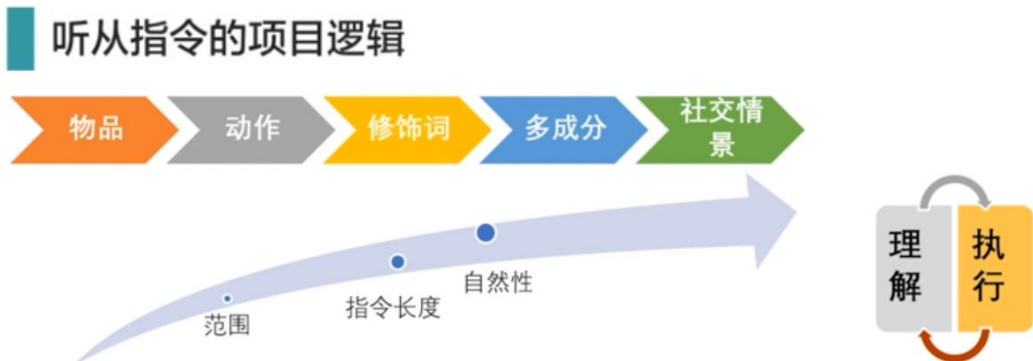 听从指令的项目逻辑
物品
动作
修饰词
多成分
社交情
景
范围
指令长度
自然性
理
解
执
行